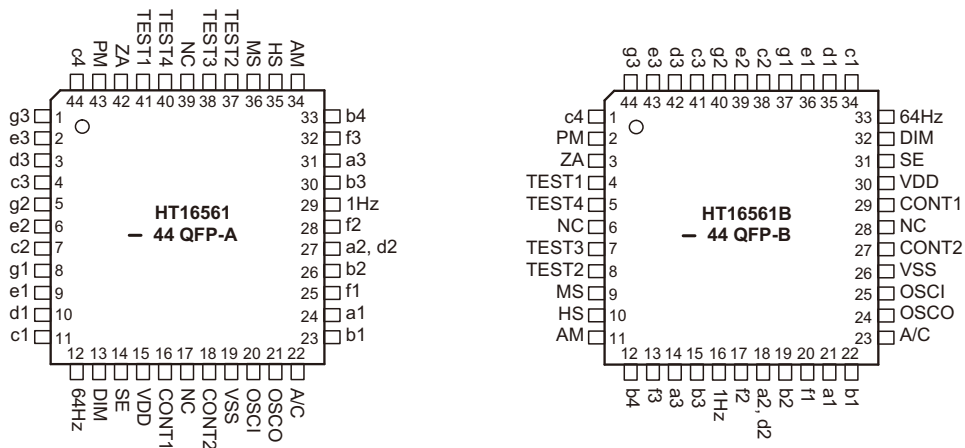 c4 PM ZA TEST1 TEST4 NC TEST3 TEST2 MS HS AM
44 43 42 41 40 39 38 37 36 35 34
g3 1 33 b4
e3 2 32 f3
d3 3 31 a3
c3 4 30 b3
g2 5 29 1Hz
e2 6 28 f2
c2 7 27 a2, d2
g1 8 26 b2
e1 9 25 f1
d1 10 24 a1
c1 11 23 b1
HT16561
– 44 QFP-A
12 13 14 15 16 17 18 19 20 21 22
64Hz DIM SE VDD CONT1 NC CONT2 VSS OSCI OSCO A/C
g3 e3 d3 c3 g2 e2 c2 g1 e1 d1 c1
44 43 42 41 40 39 38 37 36 35 34
c4 1 33 64Hz
PM 2 32 DIM
ZA 3 31 SE
TEST1 4 30 VDD
TEST4 5 29 CONT1
NC 6 28 NC
TEST3 7 27 CONT2
TEST2 8 26 VSS
MS 9 25 OSCI
HS 10 24 OSCO
AM 11 23 A/C
HT16561B
– 44 QFP-B
12 13 14 15 16 17 18 19 20 21 22
b4 f3 a3 b3 1Hz f2 a2, d2 b2 f1 a1 b1